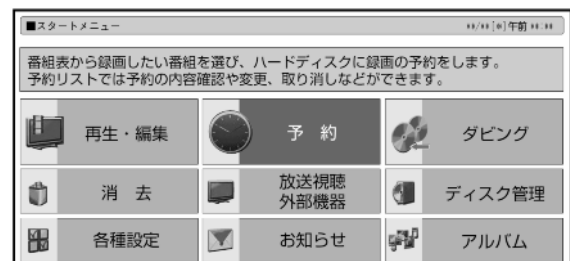 ■スタートメニュー
**/**[*]午前**:**
番組表から録画したい番組を選び、ハードディスクに録画の予約をします。
予約リストでは予約の内容確認や変更、取り消しなどができます。
再生・編集
予 約
ダビング
消 去
放送視聴
外部機器
ディスク管理
各種設定
お知らせ
アルバム